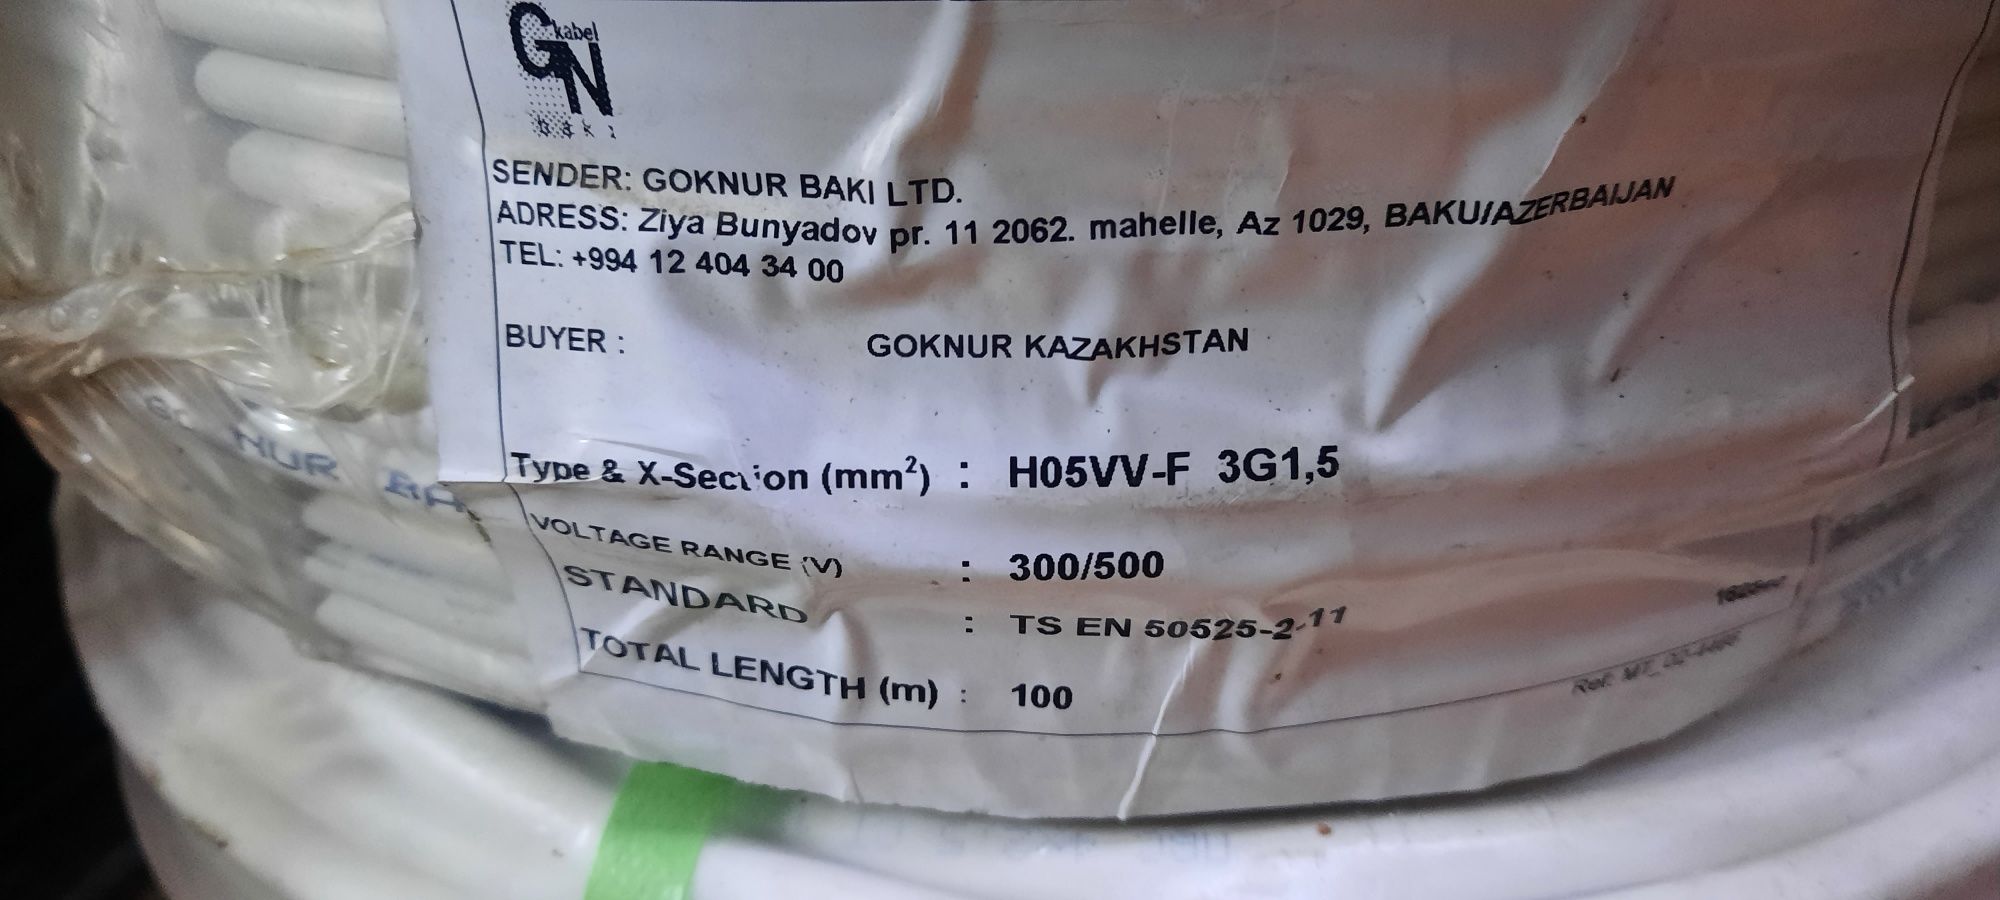 kabel
GN
SENDER: GOKNUR BAKI LTD.
ADRESS: Ziya Bunyadov pr. 11 2062. mahelle, Az 1029, BAKU/AZERBAIJAN
TEL: +994 12 404 34 00
BUYER : GOKNUR KAZAKHSTAN
Type & X-Section (mm²) : H05VV-F 3G1,5
VOLTAGE RANGE (V) : 300/500
STANDARD : TS EN 50525-2-11
TOTAL LENGTH (m) : 100